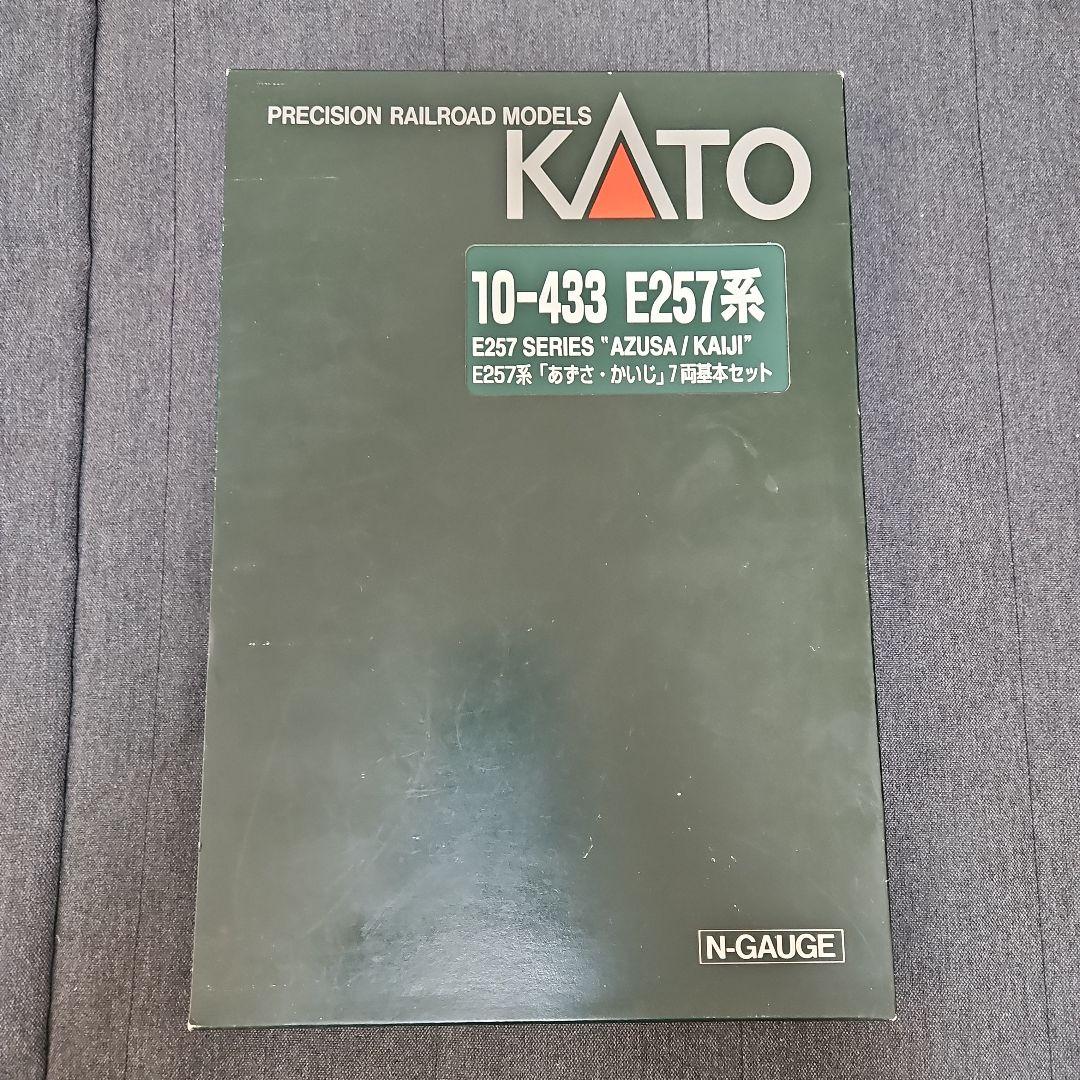 PRECISION RAILROAD MODELS
KATO
10-433 E257系
E257 SERIES "AZUSA / KAIJI"
E257系「あずさ・かいじ」7両基本セット
N-GAUGE